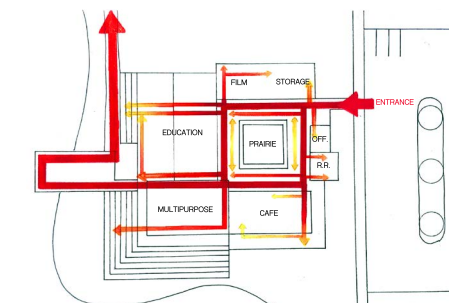 FILM
STORAGE
ENTRANCE
EDUCATION
PRAIRIE
OFF.
R.R.
MULTIPURPOSE
CAFE